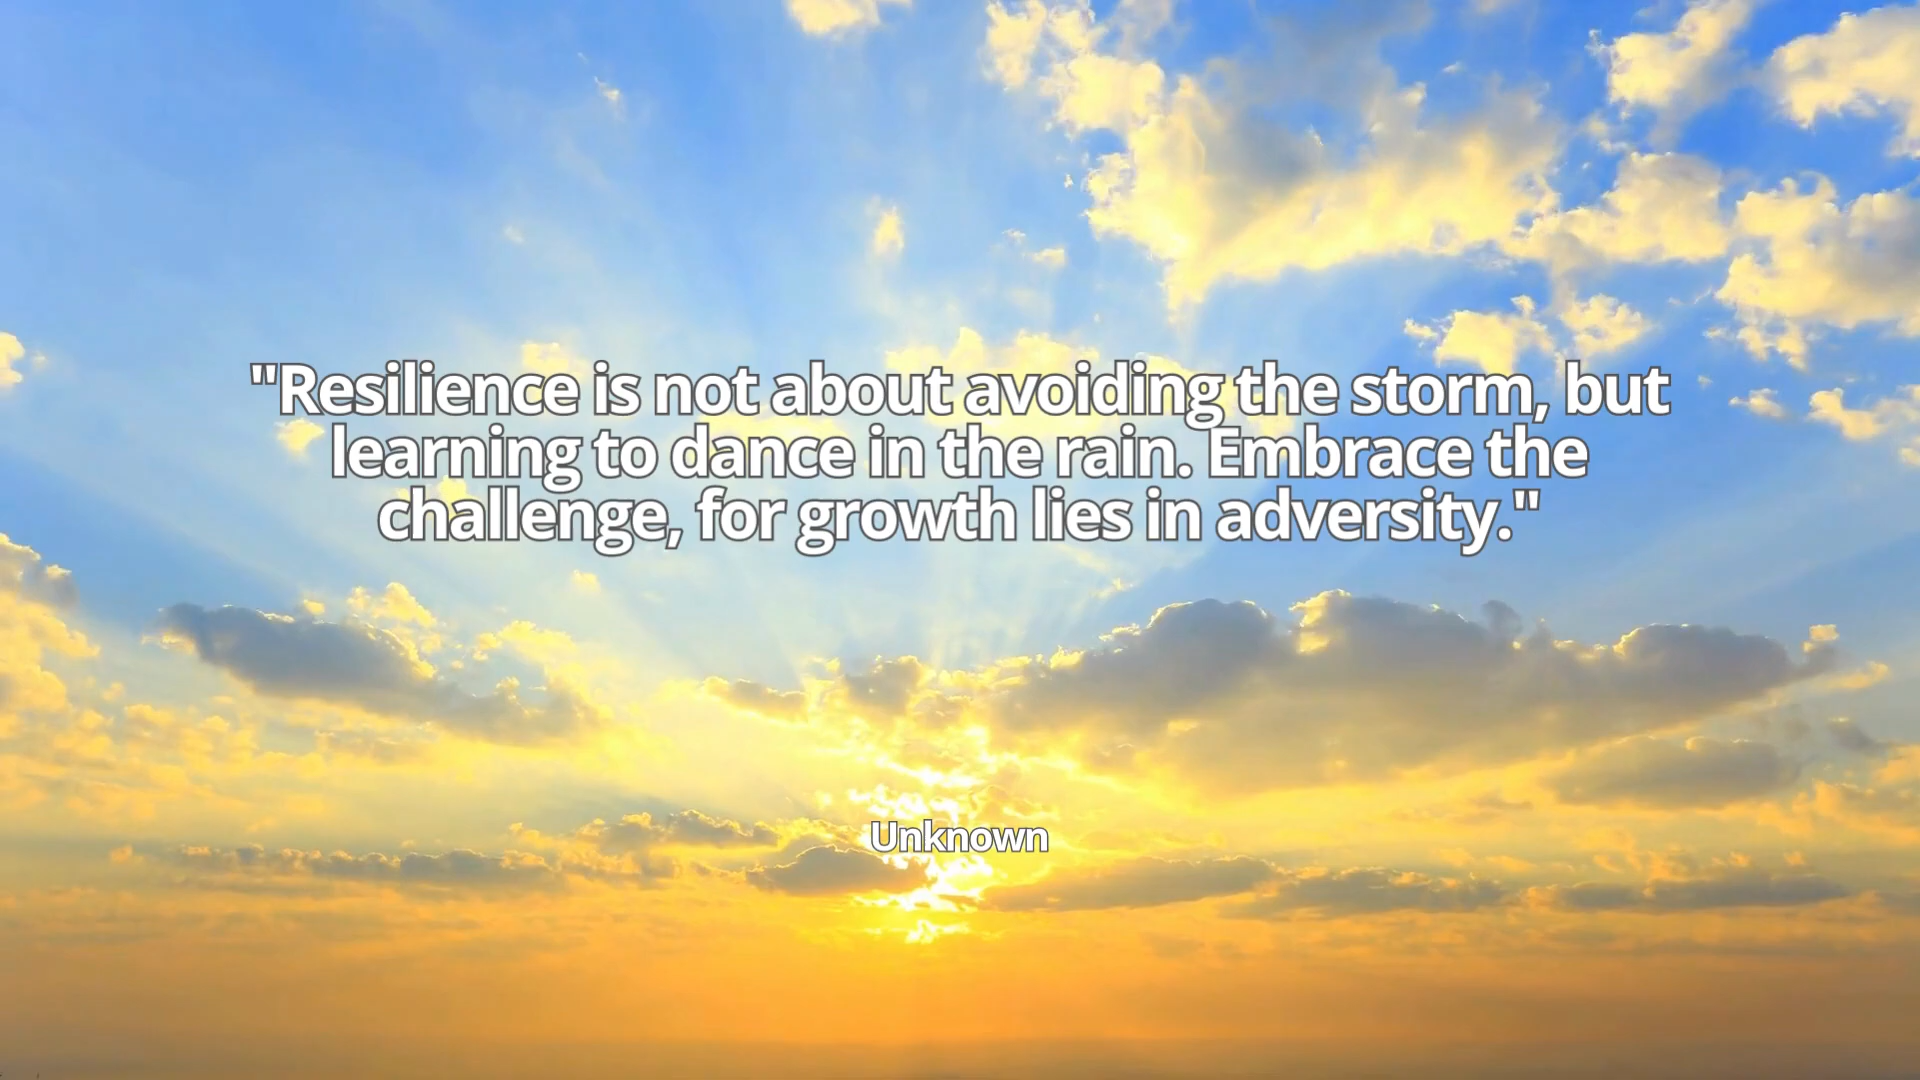 "Resilience is not about avoiding the storm, but
learning to dance in the rain. Embrace the
challenge, for growth lies in adversity."
Unknown